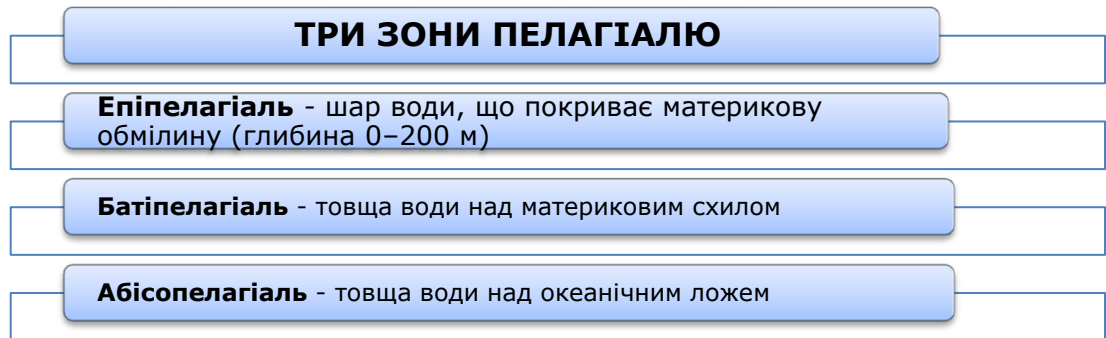 ТРИ ЗОНИ ПЕЛАГІАЛЮ
Епіпелагіаль - шар води, що покриває материкову
обмілину (глибина 0–200 м)
Батіпелагіаль - товща води над материковим схилом
Абісопелагіаль - товща води над океанічним ложем